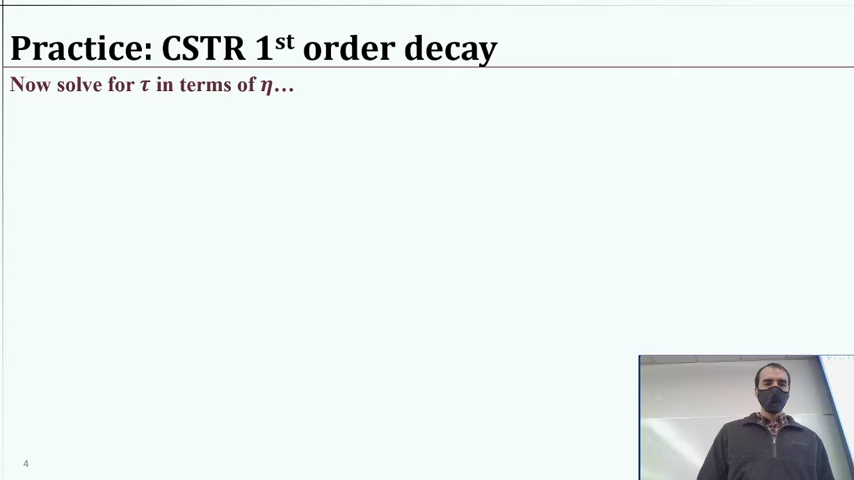 Practice: CSTR 1st order decay
Now solve for τ in terms of η…
4